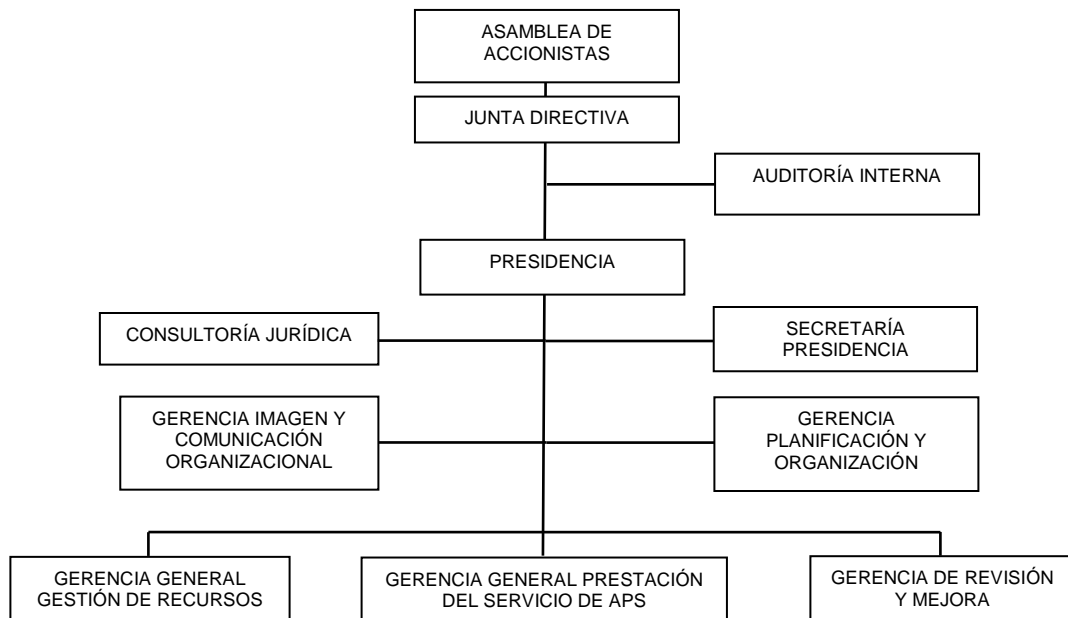 ASAMBLEA DE
ACCIONISTAS
JUNTA DIRECTIVA
AUDITORÍA INTERNA
PRESIDENCIA
CONSULTORÍA JURÍDICA
SECRETARÍA
PRESIDENCIA
GERENCIA IMAGEN Y
COMUNICACIÓN
ORGANIZACIONAL
GERENCIA
PLANIFICACIÓN Y
ORGANIZACIÓN
GERENCIA GENERAL
GESTIÓN DE RECURSOS
GERENCIA GENERAL PRESTACIÓN
DEL SERVICIO DE APS
GERENCIA DE REVISIÓN
Y MEJORA